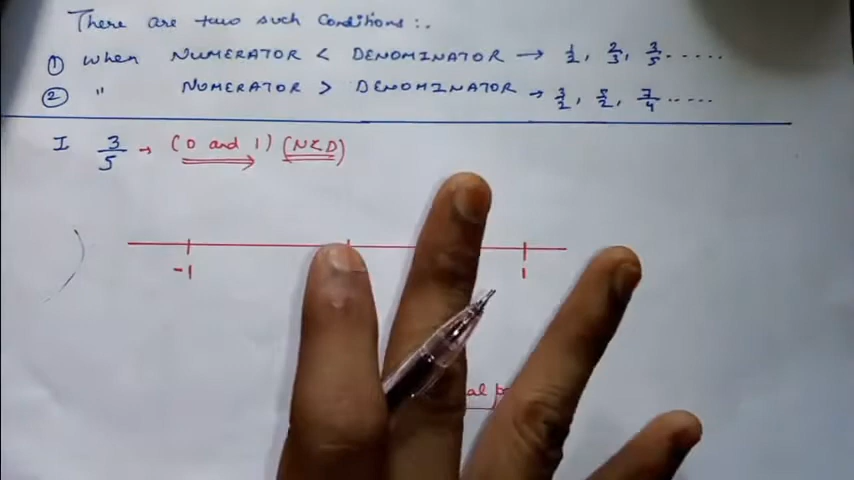 There are two such Conditions:.
① When NUMERATOR < DENOMINATOR → 1/2, 2/3, 3/5 ......
② " NUMERATOR > DENOMINATOR → 3/2, 5/2, 7/4 ......
I 3/5 → (0 and 1) (N<D)
-1 1
al